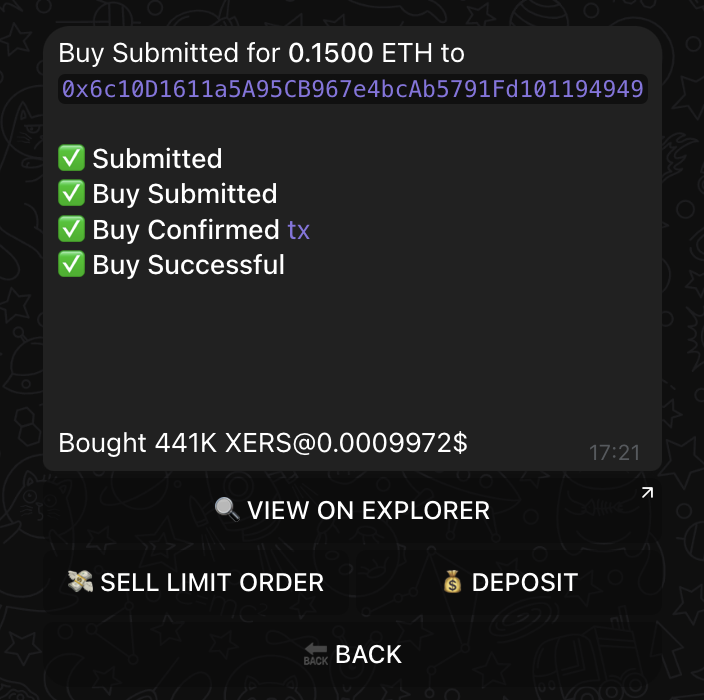 Buy Submitted for 0.1500 ETH to
0x6c10D1611a5A95CB967e4bcAb5791Fd101194949
✅ Submitted
✅ Buy Submitted
✅ Buy Confirmed tx
✅ Buy Successful
Bought 441K XERS@0.0009972$
17:21
🔍 VIEW ON EXPLORER
💸 SELL LIMIT ORDER
💰 DEPOSIT
🔙 BACK